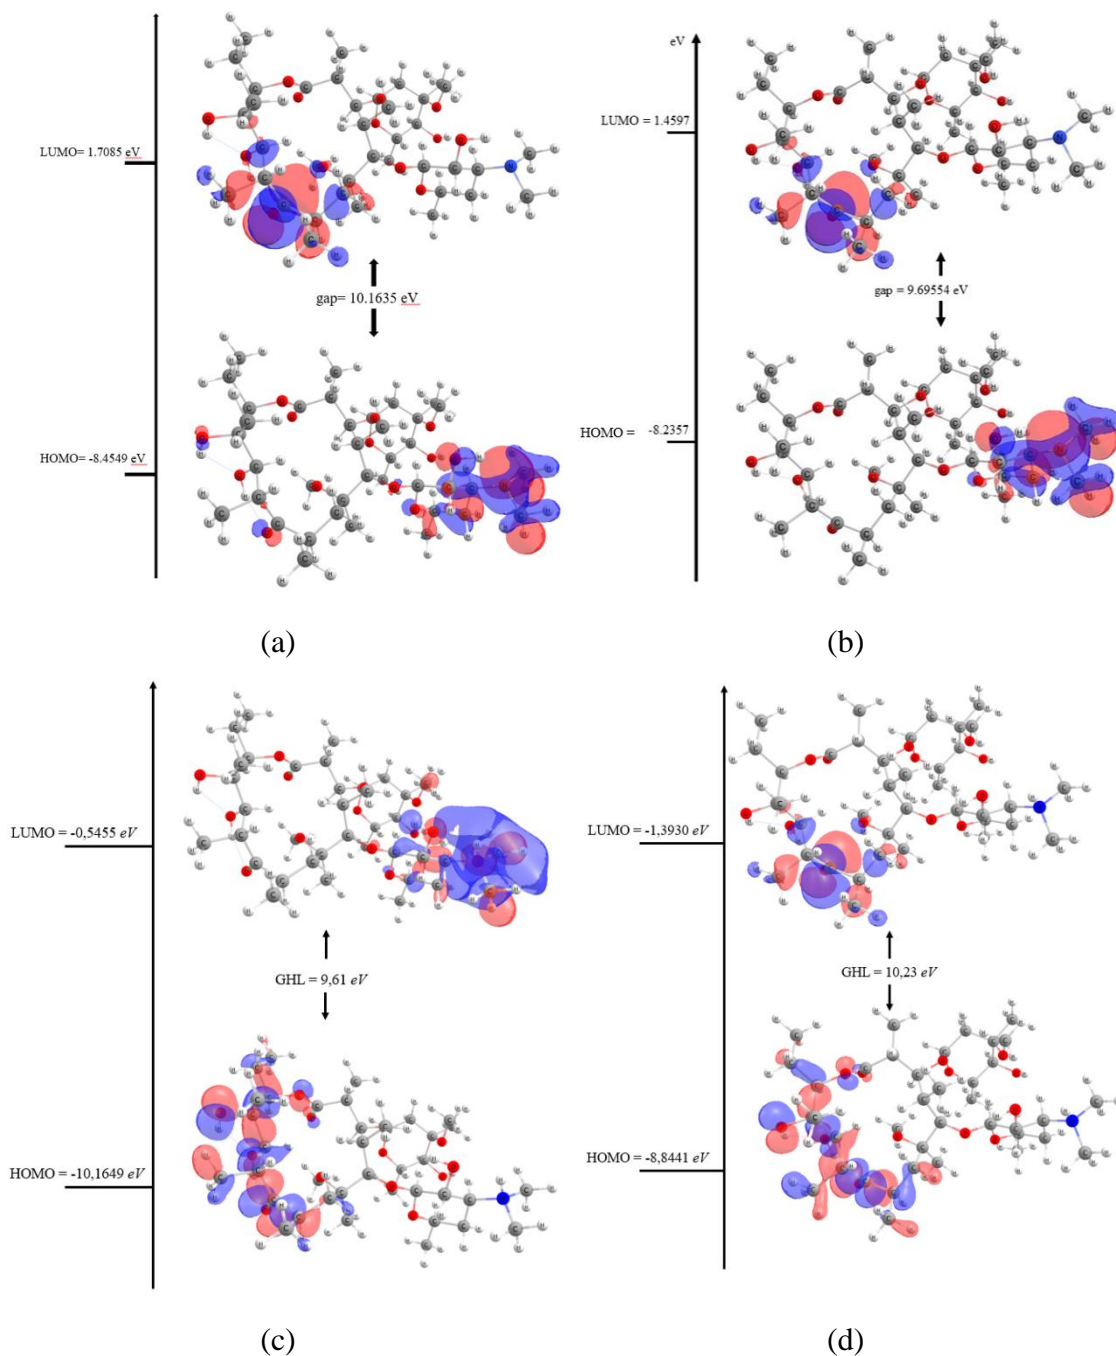 LUMO= 1.7085 eV
gap= 10.1635 eV
HOMO= -8.4549 eV
(a)
eV
LUMO = 1.4597
gap = 9.69554 eV
HOMO = -8.2357
(b)
LUMO = -0,5455 eV
GHL = 9,61 eV
HOMO = -10,1649 eV
(c)
LUMO = -1,3930 eV
GHL = 10,23 eV
HOMO = -8,8441 eV
(d)